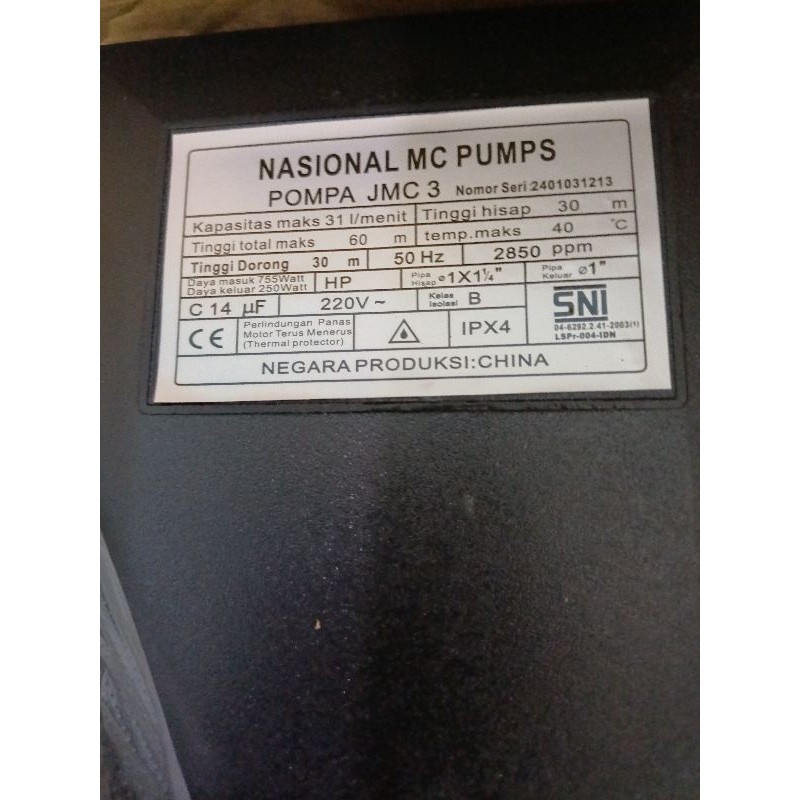 NASIONAL MC PUMPS
POMPA JMC 3 Nomor Seri:2401031213
Kapasitas maks 31 l/menit Tinggi hisap 30 m
Tinggi total maks 60 m temp.maks 40 °C
Tinggi Dorong 30 m 50 Hz 2850 ppm
Daya masuk 755Watt
Daya keluar 250Watt
HP
Pipa
Hisap ø1X1¼"
Pipa
Keluar ø1"
C 14 µF 220V~
Kelas
Isolasi B
SNI
04-6292.2.41-2003(1)
LSPr-004-IDN
CE
Perlindungan Panas
Motor Terus Menerus
(Thermal protector)
IPX4
NEGARA PRODUKSI:CHINA